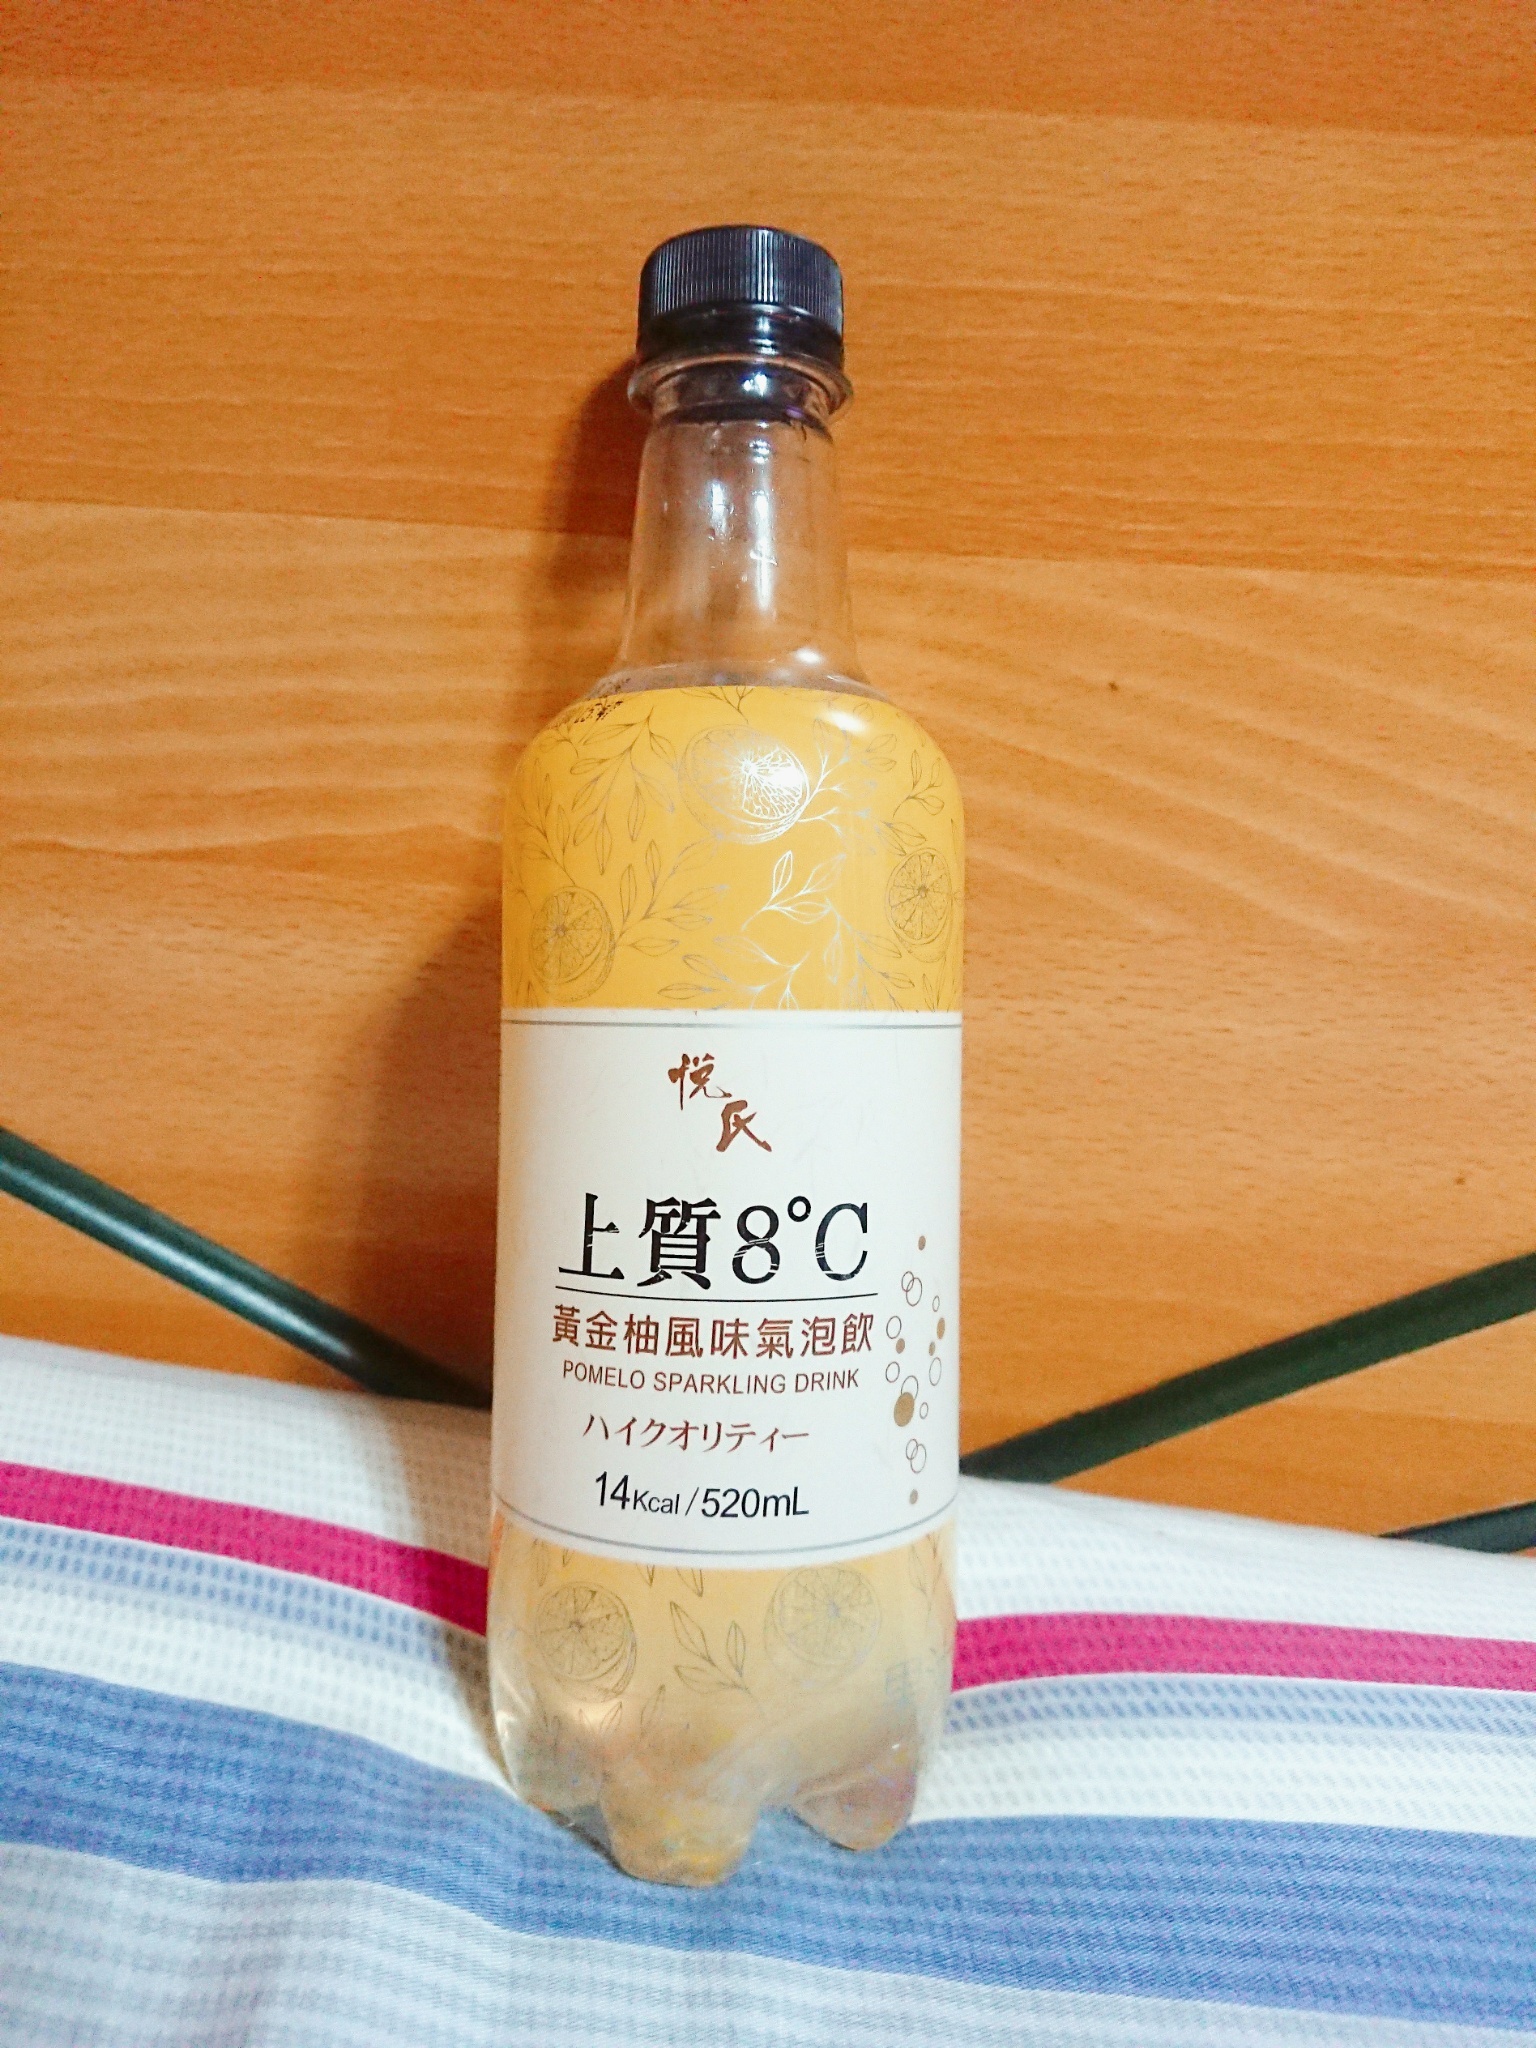 悦氏
上質8°C
黃金柚風味氣泡飲
POMELO SPARKLING DRINK
ハイクオリティー
14Kcal/520mL